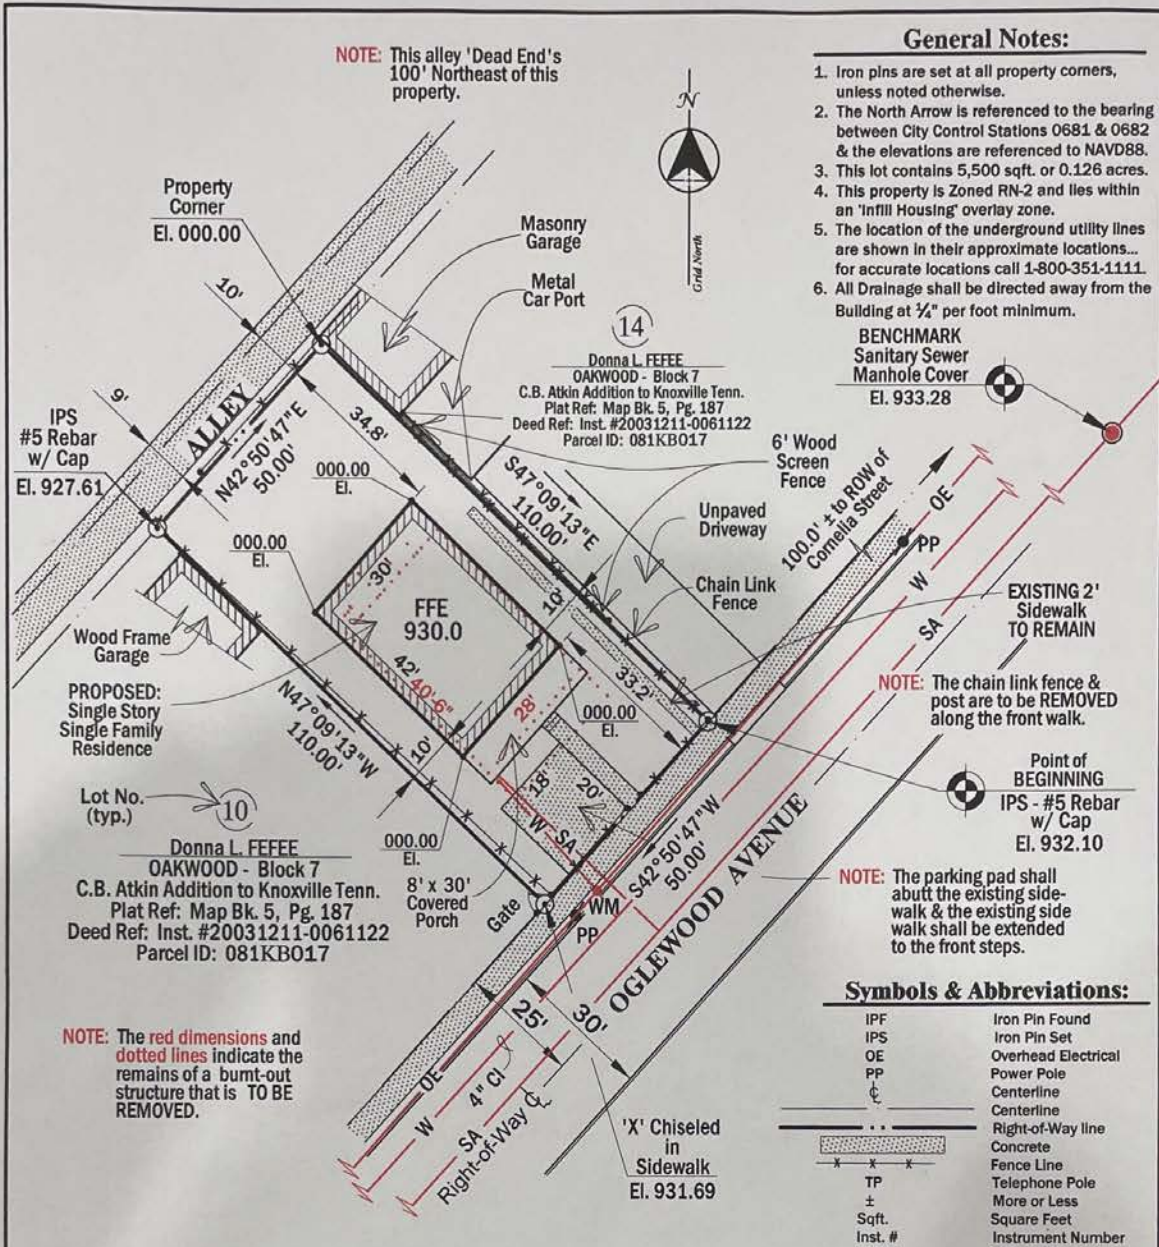 NOTE: This alley 'Dead End's
100' Northeast of this
property.
General Notes:
1. Iron pins are set at all property corners,
unless noted otherwise.
2. The North Arrow is referenced to the bearing
between City Control Stations 0681 & 0682
& the elevations are referenced to NAVD88.
3. This lot contains 5,500 sqft. or 0.126 acres.
4. This property is Zoned RN-2 and lies within
an 'Infill Housing' overlay zone.
5. The location of the underground utility lines
are shown in their approximate locations...
for accurate locations call 1-800-351-1111.
6. All Drainage shall be directed away from the
Building at ¼" per foot minimum.
N
Grid North
Property
Corner
El. 000.00
Masonry
Garage
Metal
Car Port
14
Donna L. FEFEE
OAKWOOD - Block 7
C.B. Atkin Addition to Knoxville Tenn.
Plat Ref: Map Bk. 5, Pg. 187
Deed Ref: Inst. #20031211-0061122
Parcel ID: 081KB017
BENCHMARK
Sanitary Sewer
Manhole Cover
El. 933.28
10'
9'
ALLEY
N42°50'47"E
50.00'
IPS
#5 Rebar
w/ Cap
El. 927.61
34.8'
000.00
El.
000.00
El.
S47°09'13"E
110.00'
6' Wood
Screen
Fence
Unpaved
Driveway
Chain Link
Fence
100.0' ± to ROW of
Cornelia Street
OE
PP
W
SA
EXISTING 2'
Sidewalk
TO REMAIN
30'
FFE
930.0
10'
42'
40'6"
28'
33.2'
000.00
El.
10'
Wood Frame
Garage
PROPOSED:
Single Story
Single Family
Residence
N47°09'13"W
110.00'
NOTE: The chain link fence &
post are to be REMOVED
along the front walk.
Point of
BEGINNING
IPS - #5 Rebar
w/ Cap
El. 932.10
Lot No.
(typ.)
10
Donna L. FEFEE
OAKWOOD - Block 7
C.B. Atkin Addition to Knoxville Tenn.
Plat Ref: Map Bk. 5, Pg. 187
Deed Ref: Inst. #20031211-0061122
Parcel ID: 081KB017
000.00
El.
8' x 30'
Covered
Porch
18'
20'
W
SA
Gate
WM
PP
S42°50'47"W
50.00'
OGLEWOOD AVENUE
NOTE: The parking pad shall
abutt the existing side-
walk & the existing side
walk shall be extended
to the front steps.
NOTE: The red dimensions and
dotted lines indicate the
remains of a burnt-out
structure that is TO BE
REMOVED.
25'
30'
OE
W
4" CI
SA
Right-of-Way ℄
'X' Chiseled
in
Sidewalk
El. 931.69
Symbols & Abbreviations:
IPF Iron Pin Found
IPS Iron Pin Set
OE Overhead Electrical
PP Power Pole
℄ Centerline
Centerline
Right-of-Way line
Concrete
Fence Line
TP Telephone Pole
± More or Less
Sqft. Square Feet
Inst. # Instrument Number